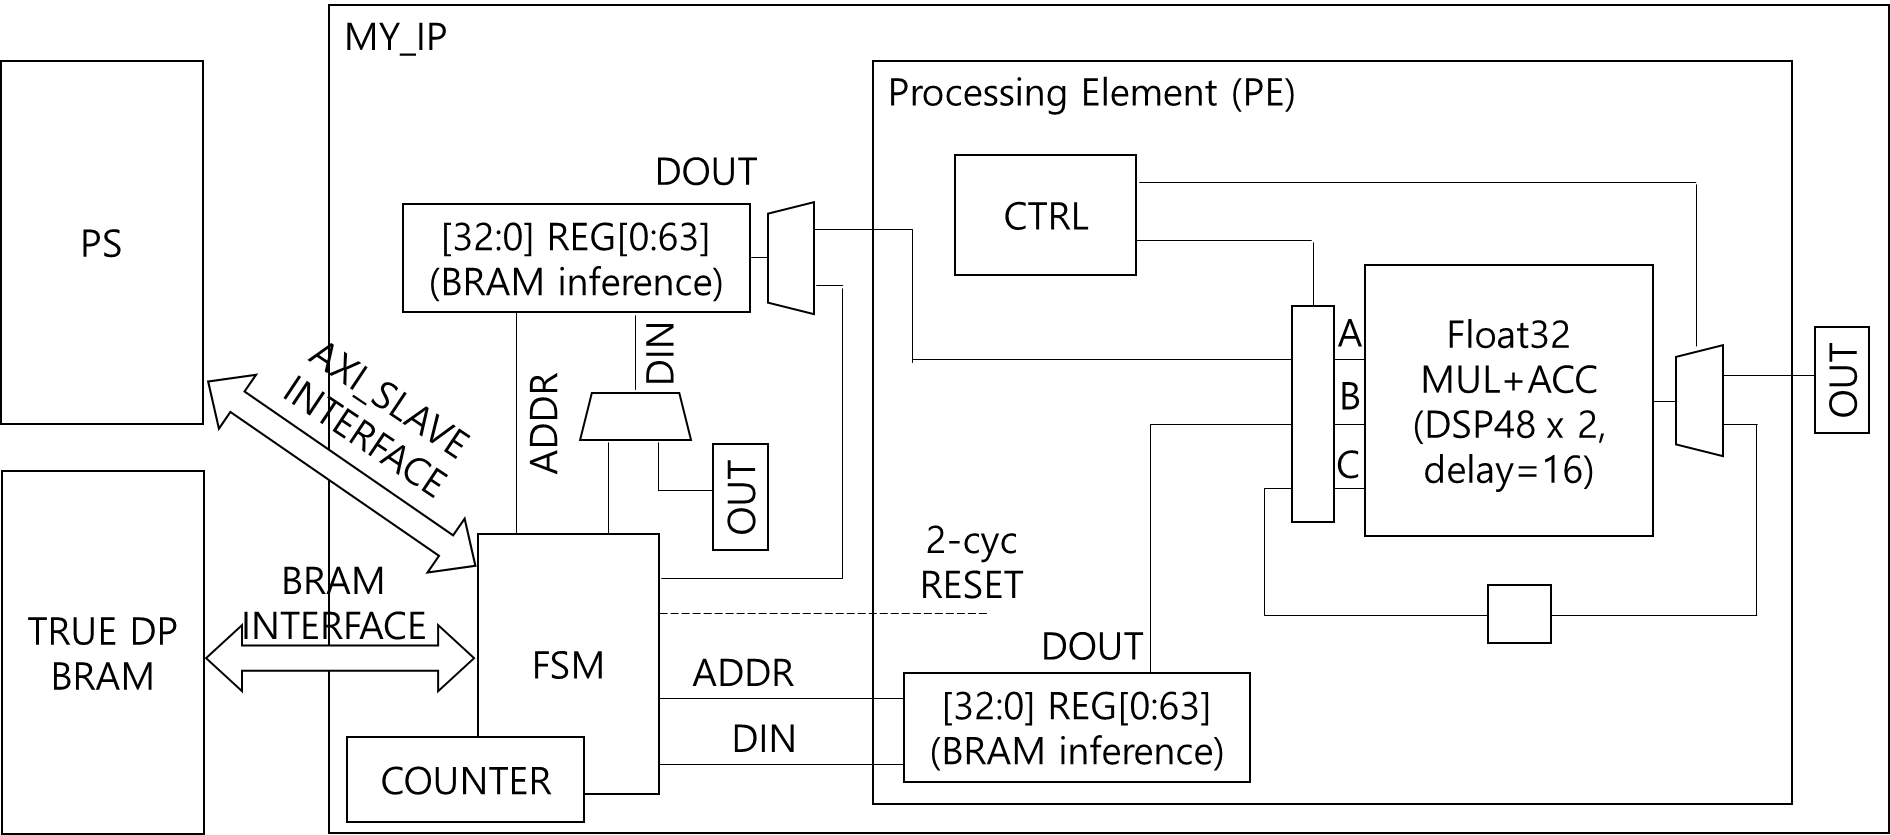 MY_IP
PS
Processing Element (PE)
DOUT
[32:0] REG[0:63]
(BRAM inference)
CTRL
DIN
ADDR
AXI_SLAVE
INTERFACE
OUT
A
B
C
Float32
MUL+ACC
(DSP48 x 2,
delay=16)
OUT
2-cyc
RESET
BRAM
INTERFACE
TRUE DP
BRAM
FSM
COUNTER
ADDR
DIN
DOUT
[32:0] REG[0:63]
(BRAM inference)